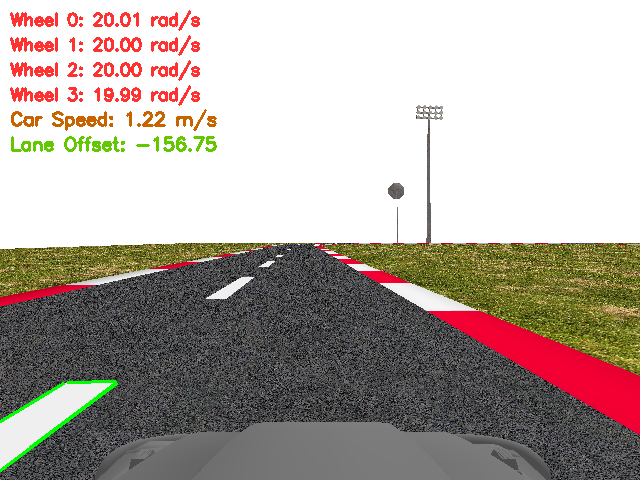 Wheel 0: 20.01 rad/s
Wheel 1: 20.00 rad/s
Wheel 2: 20.00 rad/s
Wheel 3: 19.99 rad/s
Car Speed: 1.22 m/s
Lane Offset: -156.75